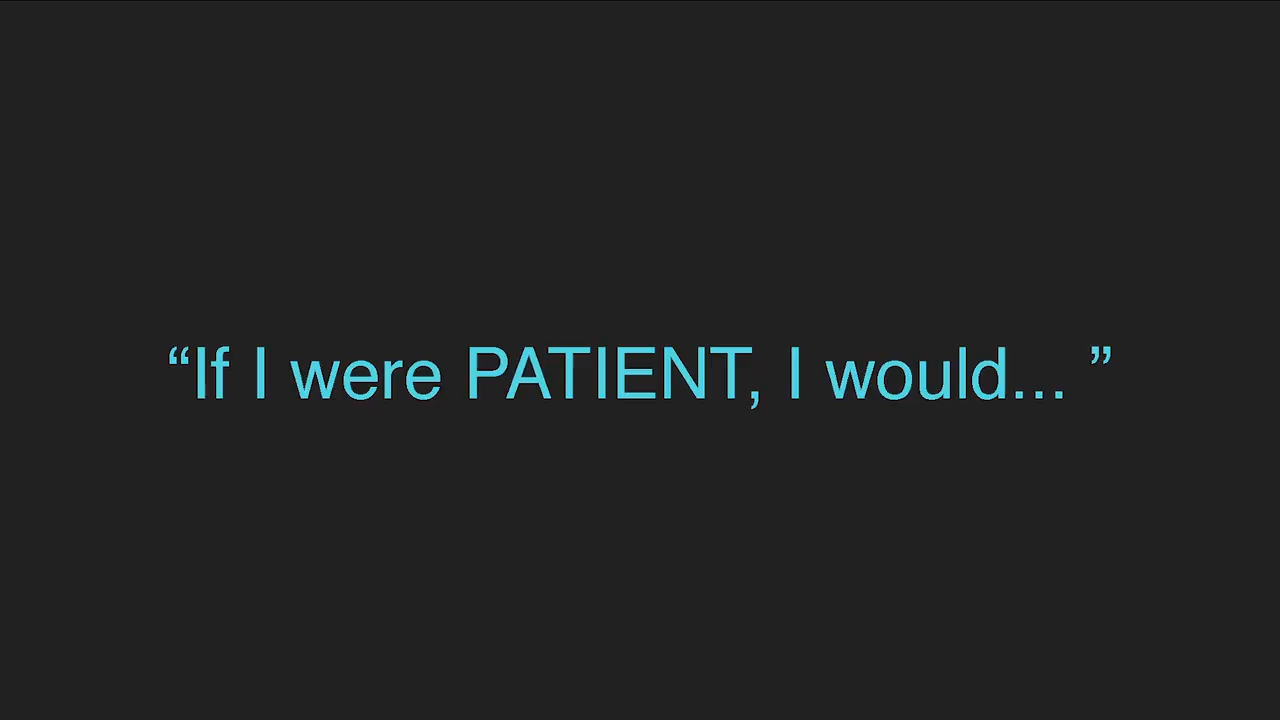 “If I were PATIENT, I would... ”